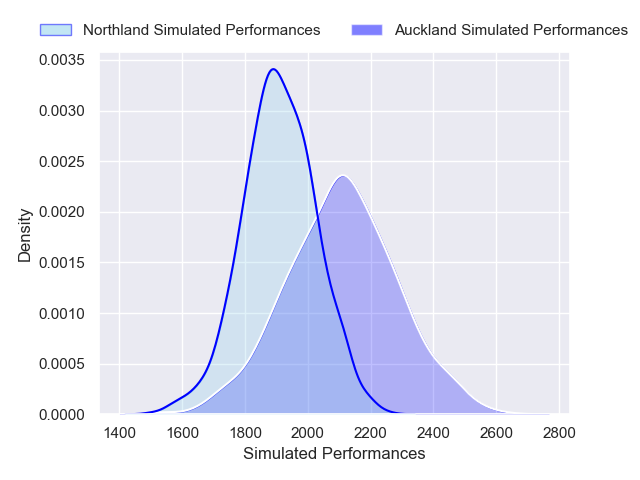 Northland Simulated Performances Auckland Simulated Performances
0.0035
0.0030
0.0025
0.0020
0.0015
0.0010
0.0005
0.0000
Density
1400 1600 1800 2000 2200 2400 2600 2800
Simulated Performances